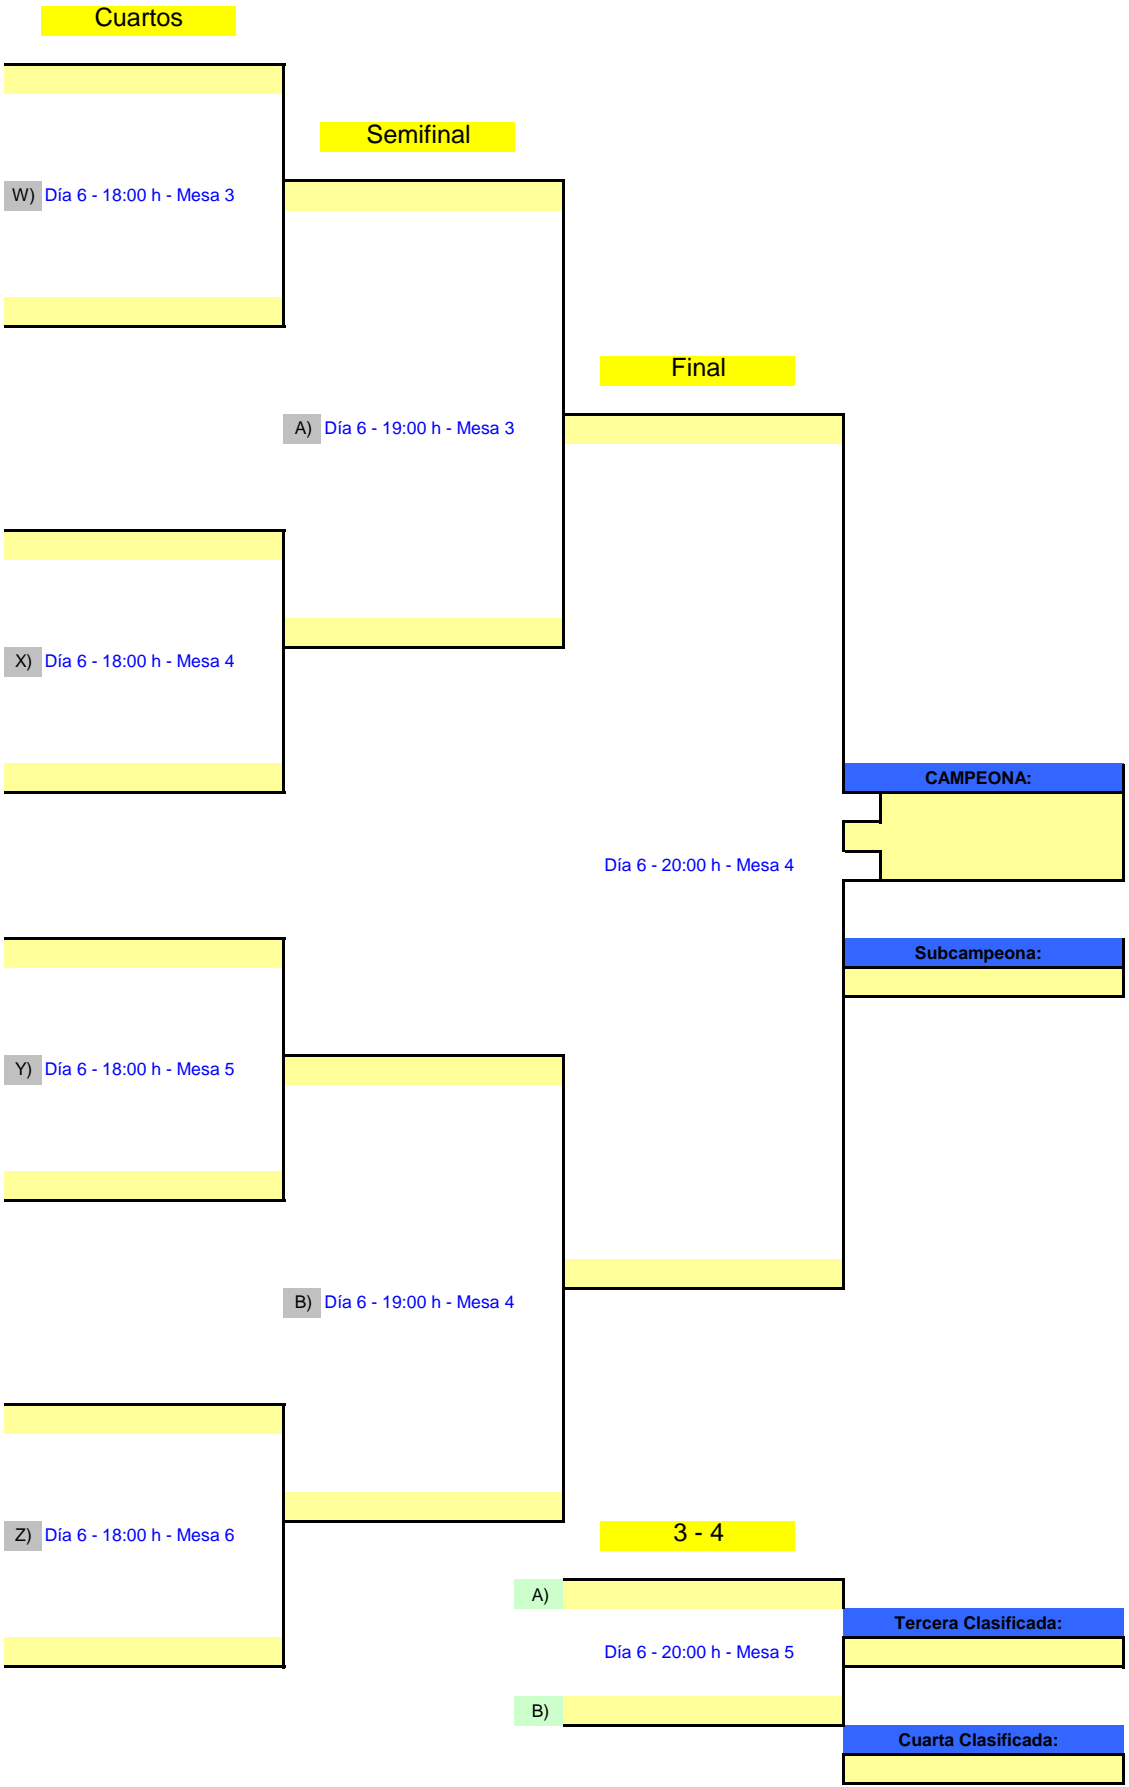 Cuartos
Semifinal
W) Día 6 - 18:00 h - Mesa 3
Final
A) Día 6 - 19:00 h - Mesa 3
X) Día 6 - 18:00 h - Mesa 4
CAMPEONA:
Día 6 - 20:00 h - Mesa 4
Subcampeona:
Y) Día 6 - 18:00 h - Mesa 5
B) Día 6 - 19:00 h - Mesa 4
Z) Día 6 - 18:00 h - Mesa 6
3 - 4
A)
Tercera Clasificada:
Día 6 - 20:00 h - Mesa 5
B)
Cuarta Clasificada: